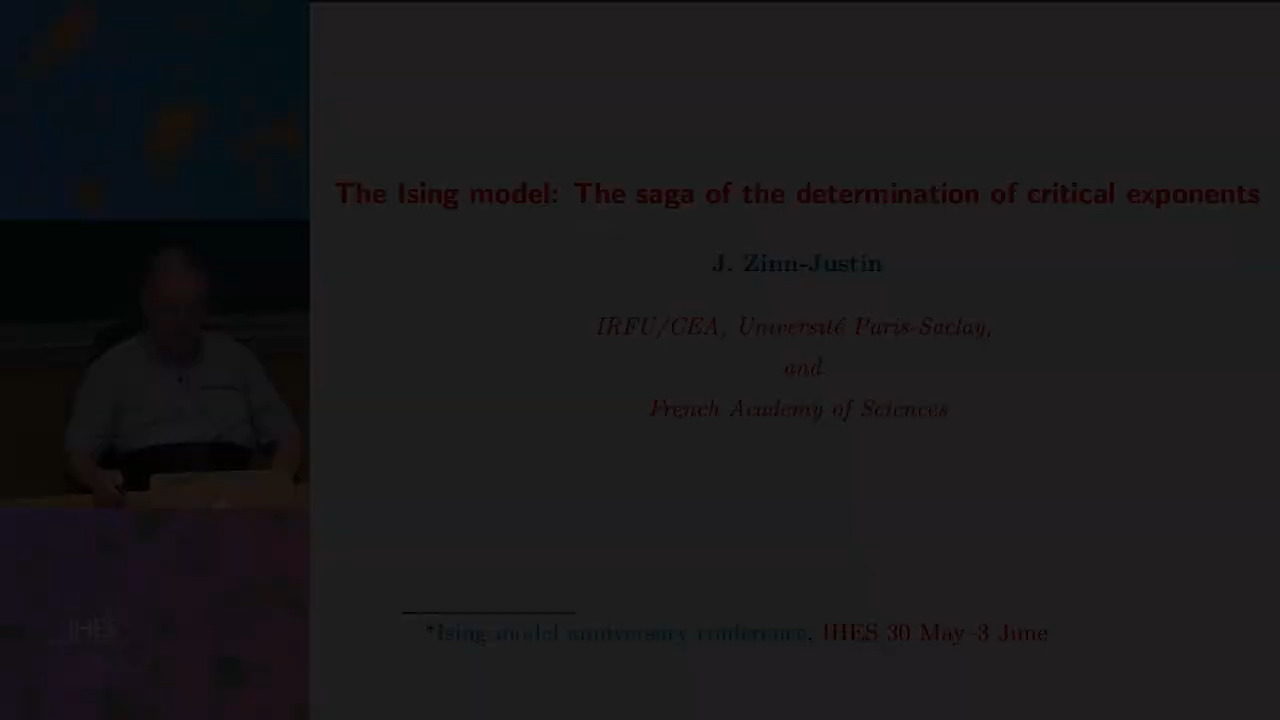 The Ising model: The saga of the determination of critical exponents
J. Zinn-Justin
IRFU/CEA, Université Paris-Saclay,
and
French Academy of Sciences
*Ising model anniversary conference, IHES 30 May–3 June
IHES